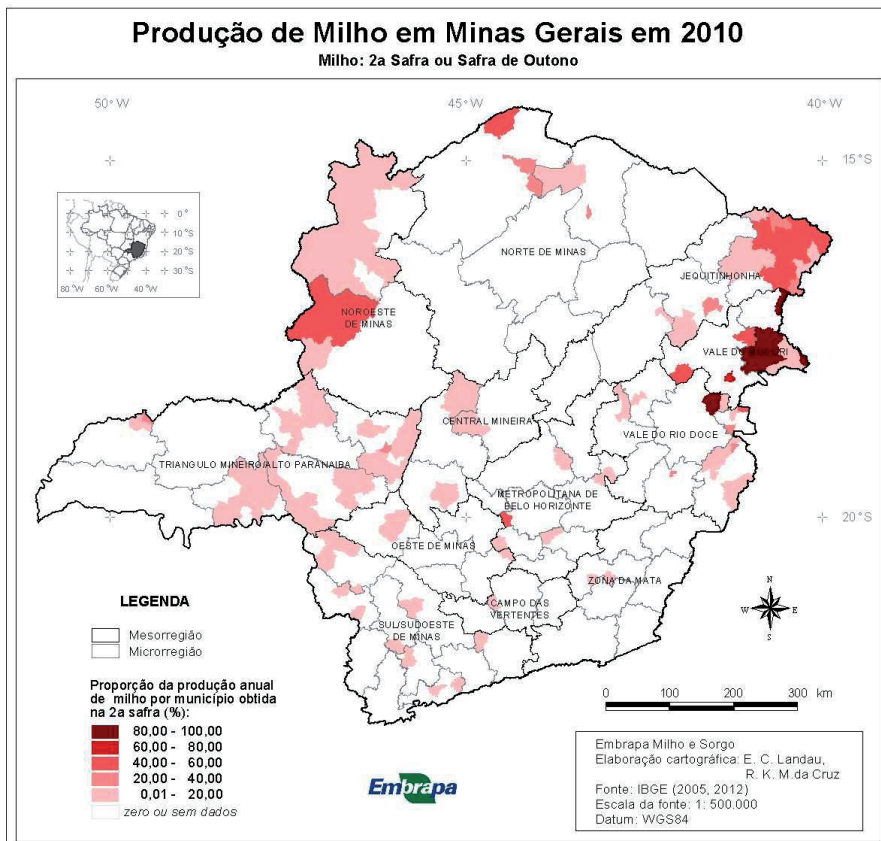 Produção de Milho em Minas Gerais em 2010
Milho: 2a Safra ou Safra de Outono
50° W
45° W
40° W
15° S
0° S
10° S
20° S
30° S
80° W
60° W
40° W
NORTE DE MINAS
JEQUITINHONHA
NOROESTE
DE MINAS
VALE DO MUCURI
CENTRAL MINEIRA
VALE DO RIO DOCE
TRIANGULO MINEIRO/ALTO PARANAIBA
METROPOLITANA DE
BELO HORIZONTE
20° S
OESTE DE MINAS
ZONA DA MATA
CAMPO DAS
VERTENTES
SUL/SUDOESTE
DE MINAS
N
W
E
S
LEGENDA
Mesorregião
Microrregião
Proporção da produção anual
de milho por município obtida
na 2a safra (%):
80,00 - 100,00
60,00 - 80,00
40,00 - 60,00
20,00 - 40,00
0,01 - 20,00
zero ou sem dados
0 50 100 200 300 km
Embrapa
Embrapa Milho e Sorgo
Elaboração cartográfica: E. C. Landau,
R. K. M.da Cruz
Fonte: IBGE (2005, 2012)
Escala da fonte: 1: 500.000
Datum: WGS84